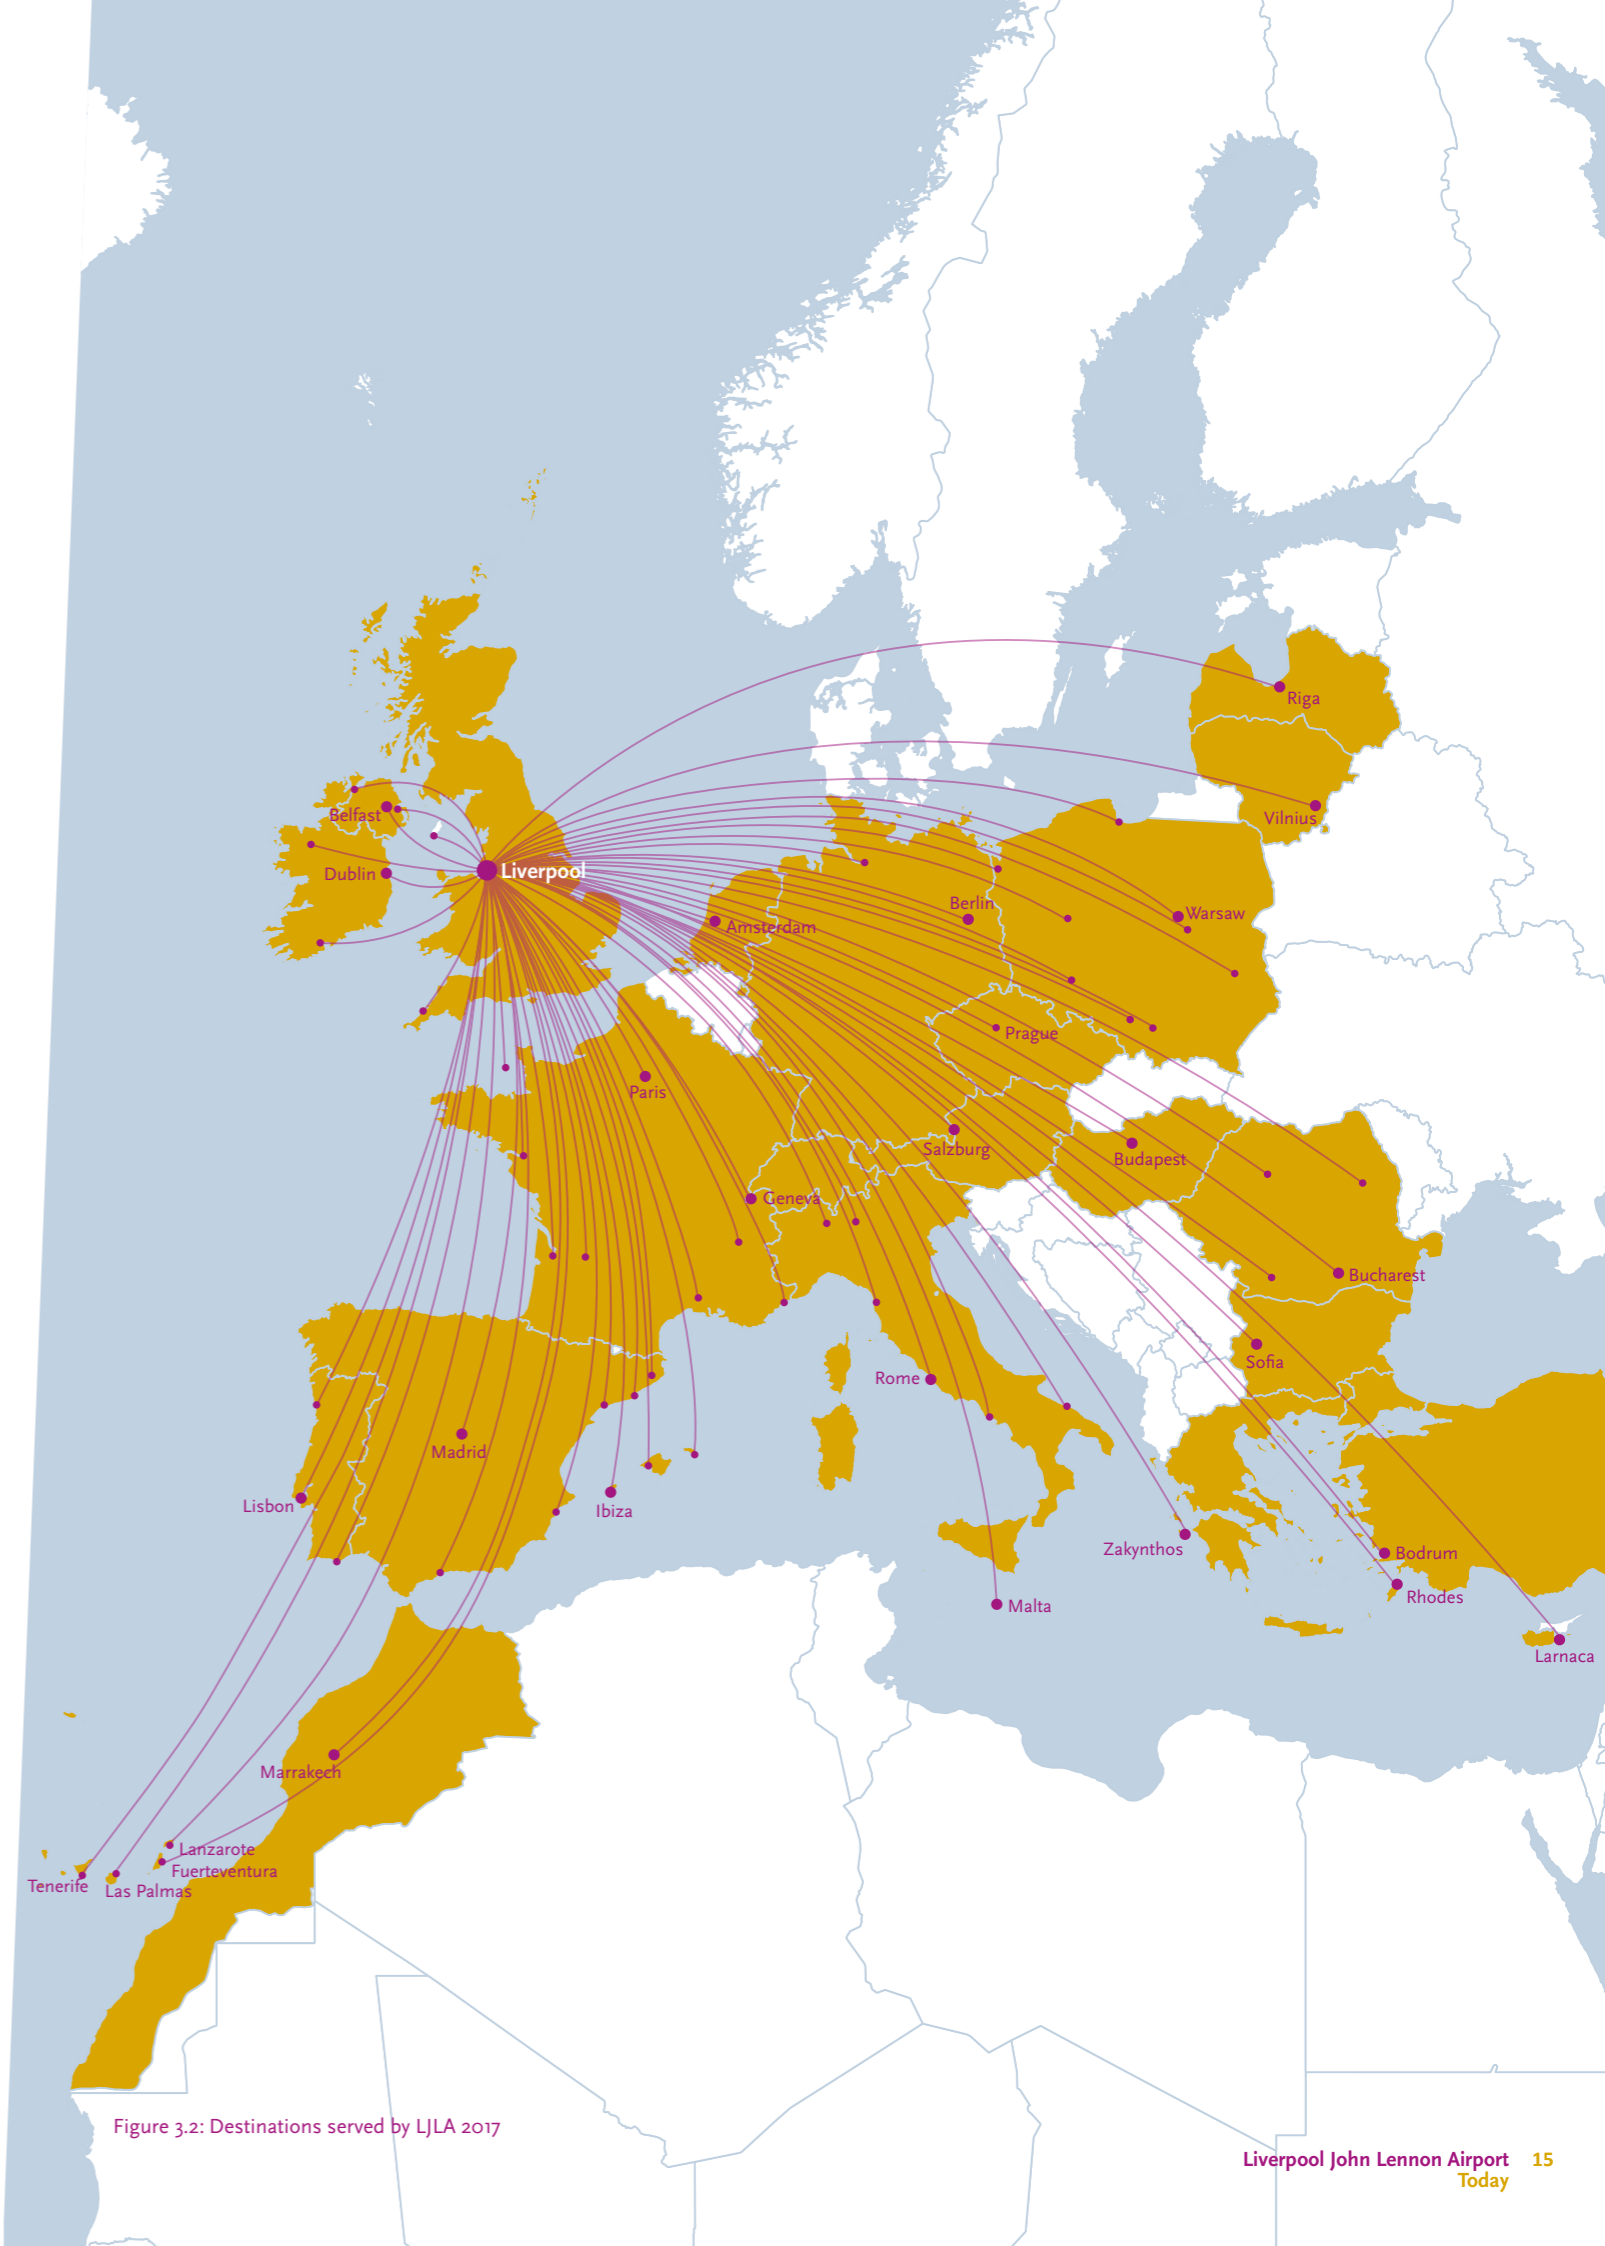 Riga
Vilnius
Belfast
Dublin
Liverpool
Berlin
Warsaw
Amsterdam
Prague
Paris
Salzburg
Budapest
Geneva
Bucharest
Sofia
Rome
Madrid
Lisbon
Ibiza
Zakynthos
Bodrum
Rhodes
Malta
Larnaca
Marrakech
Lanzarote
Fuerteventura
Tenerife
Las Palmas
Figure 3.2: Destinations served by LJLA 2017
Liverpool John Lennon Airport 15
Today